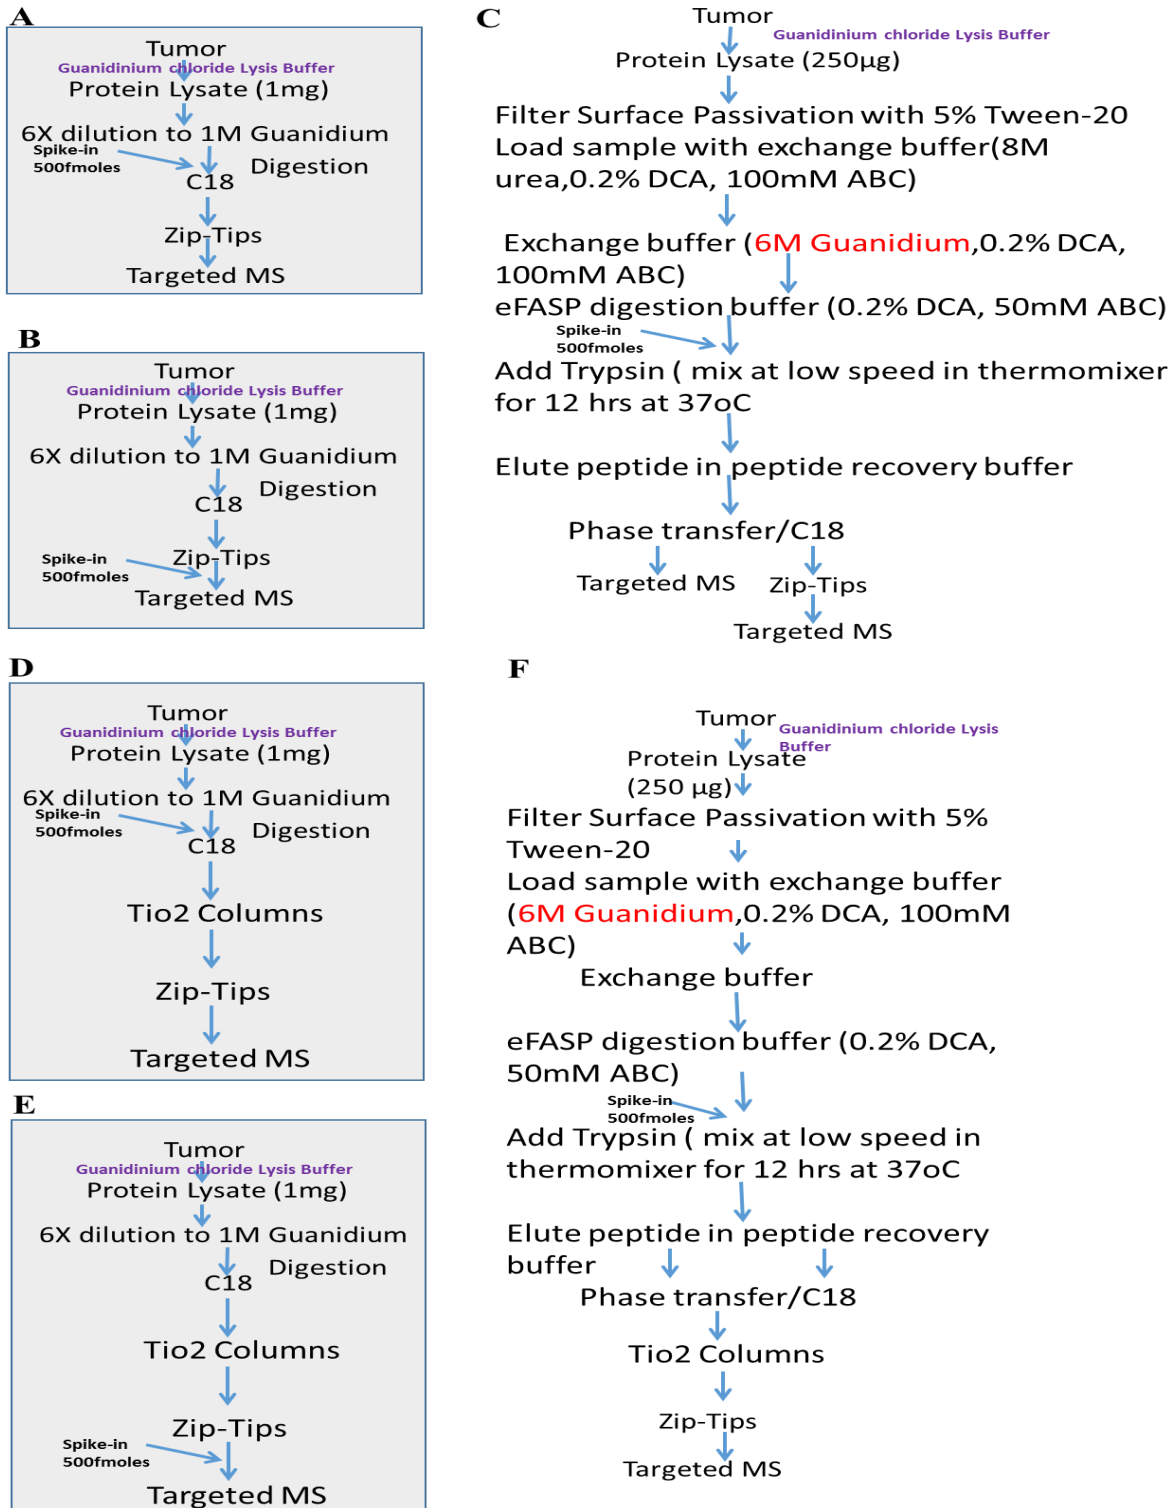 A
Tumor
Guanidinium chloride Lysis Buffer
Protein Lysate (1mg)
6X dilution to 1M Guanidium
Spike-in
500fmoles
Digestion
C18
Zip-Tips
Targeted MS
B
Tumor
Guanidinium chloride Lysis Buffer
Protein Lysate (1mg)
6X dilution to 1M Guanidium
Digestion
C18
Zip-Tips
Spike-in
500fmoles
Targeted MS
C
Tumor
Guanidinium chloride Lysis Buffer
Protein Lysate (250µg)
Filter Surface Passivation with 5% Tween-20
Load sample with exchange buffer(8M
urea,0.2% DCA, 100mM ABC)
Exchange buffer (6M Guanidium,0.2% DCA,
100mM ABC)
eFASP digestion buffer (0.2% DCA, 50mM ABC)
Spike-in
500fmoles
Add Trypsin ( mix at low speed in thermomixer
for 12 hrs at 37oC
Elute peptide in peptide recovery buffer
Phase transfer/C18
Targeted MS
Zip-Tips
Targeted MS
D
Tumor
Guanidinium chloride Lysis Buffer
Protein Lysate (1mg)
6X dilution to 1M Guanidium
Spike-in
500fmoles
Digestion
C18
Tio2 Columns
Zip-Tips
Targeted MS
E
Tumor
Guanidinium chloride Lysis Buffer
Protein Lysate (1mg)
6X dilution to 1M Guanidium
Digestion
C18
Tio2 Columns
Zip-Tips
Spike-in
500fmoles
Targeted MS
F
Tumor
Guanidinium chloride Lysis
Buffer
Protein Lysate
(250 µg)
Filter Surface Passivation with 5%
Tween-20
Load sample with exchange buffer
(6M Guanidium,0.2% DCA, 100mM
ABC)
Exchange buffer
eFASP digestion buffer (0.2% DCA,
50mM ABC)
Spike-in
500fmoles
Add Trypsin ( mix at low speed in
thermomixer for 12 hrs at 37oC
Elute peptide in peptide recovery
buffer
Phase transfer/C18
Tio2 Columns
Zip-Tips
Targeted MS